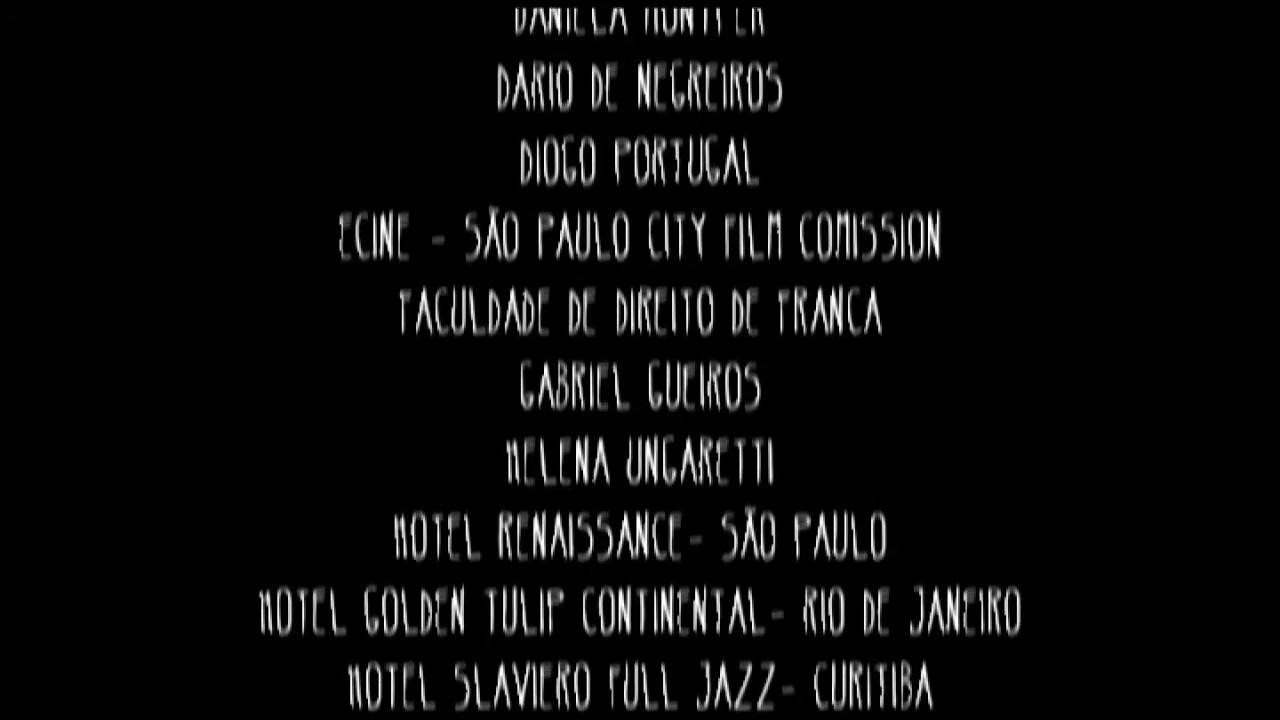 DANIELA
DARIO DE NEGREIROS
DIOGO PORTUGAL
ECINE - SÃO PAULO CITY FILM COMISSION
FACULDADE DE DIREITO DE FRANCA
GABRIEL GUEIROS
HELENA UNGARETTI
HOTEL RENAISSANCE- SÃO PAULO
HOTEL GOLDEN TULIP CONTINENTAL- RIO DE JANEIRO
HOTEL SLAVIERO FULL JAZZ- CURITIBA